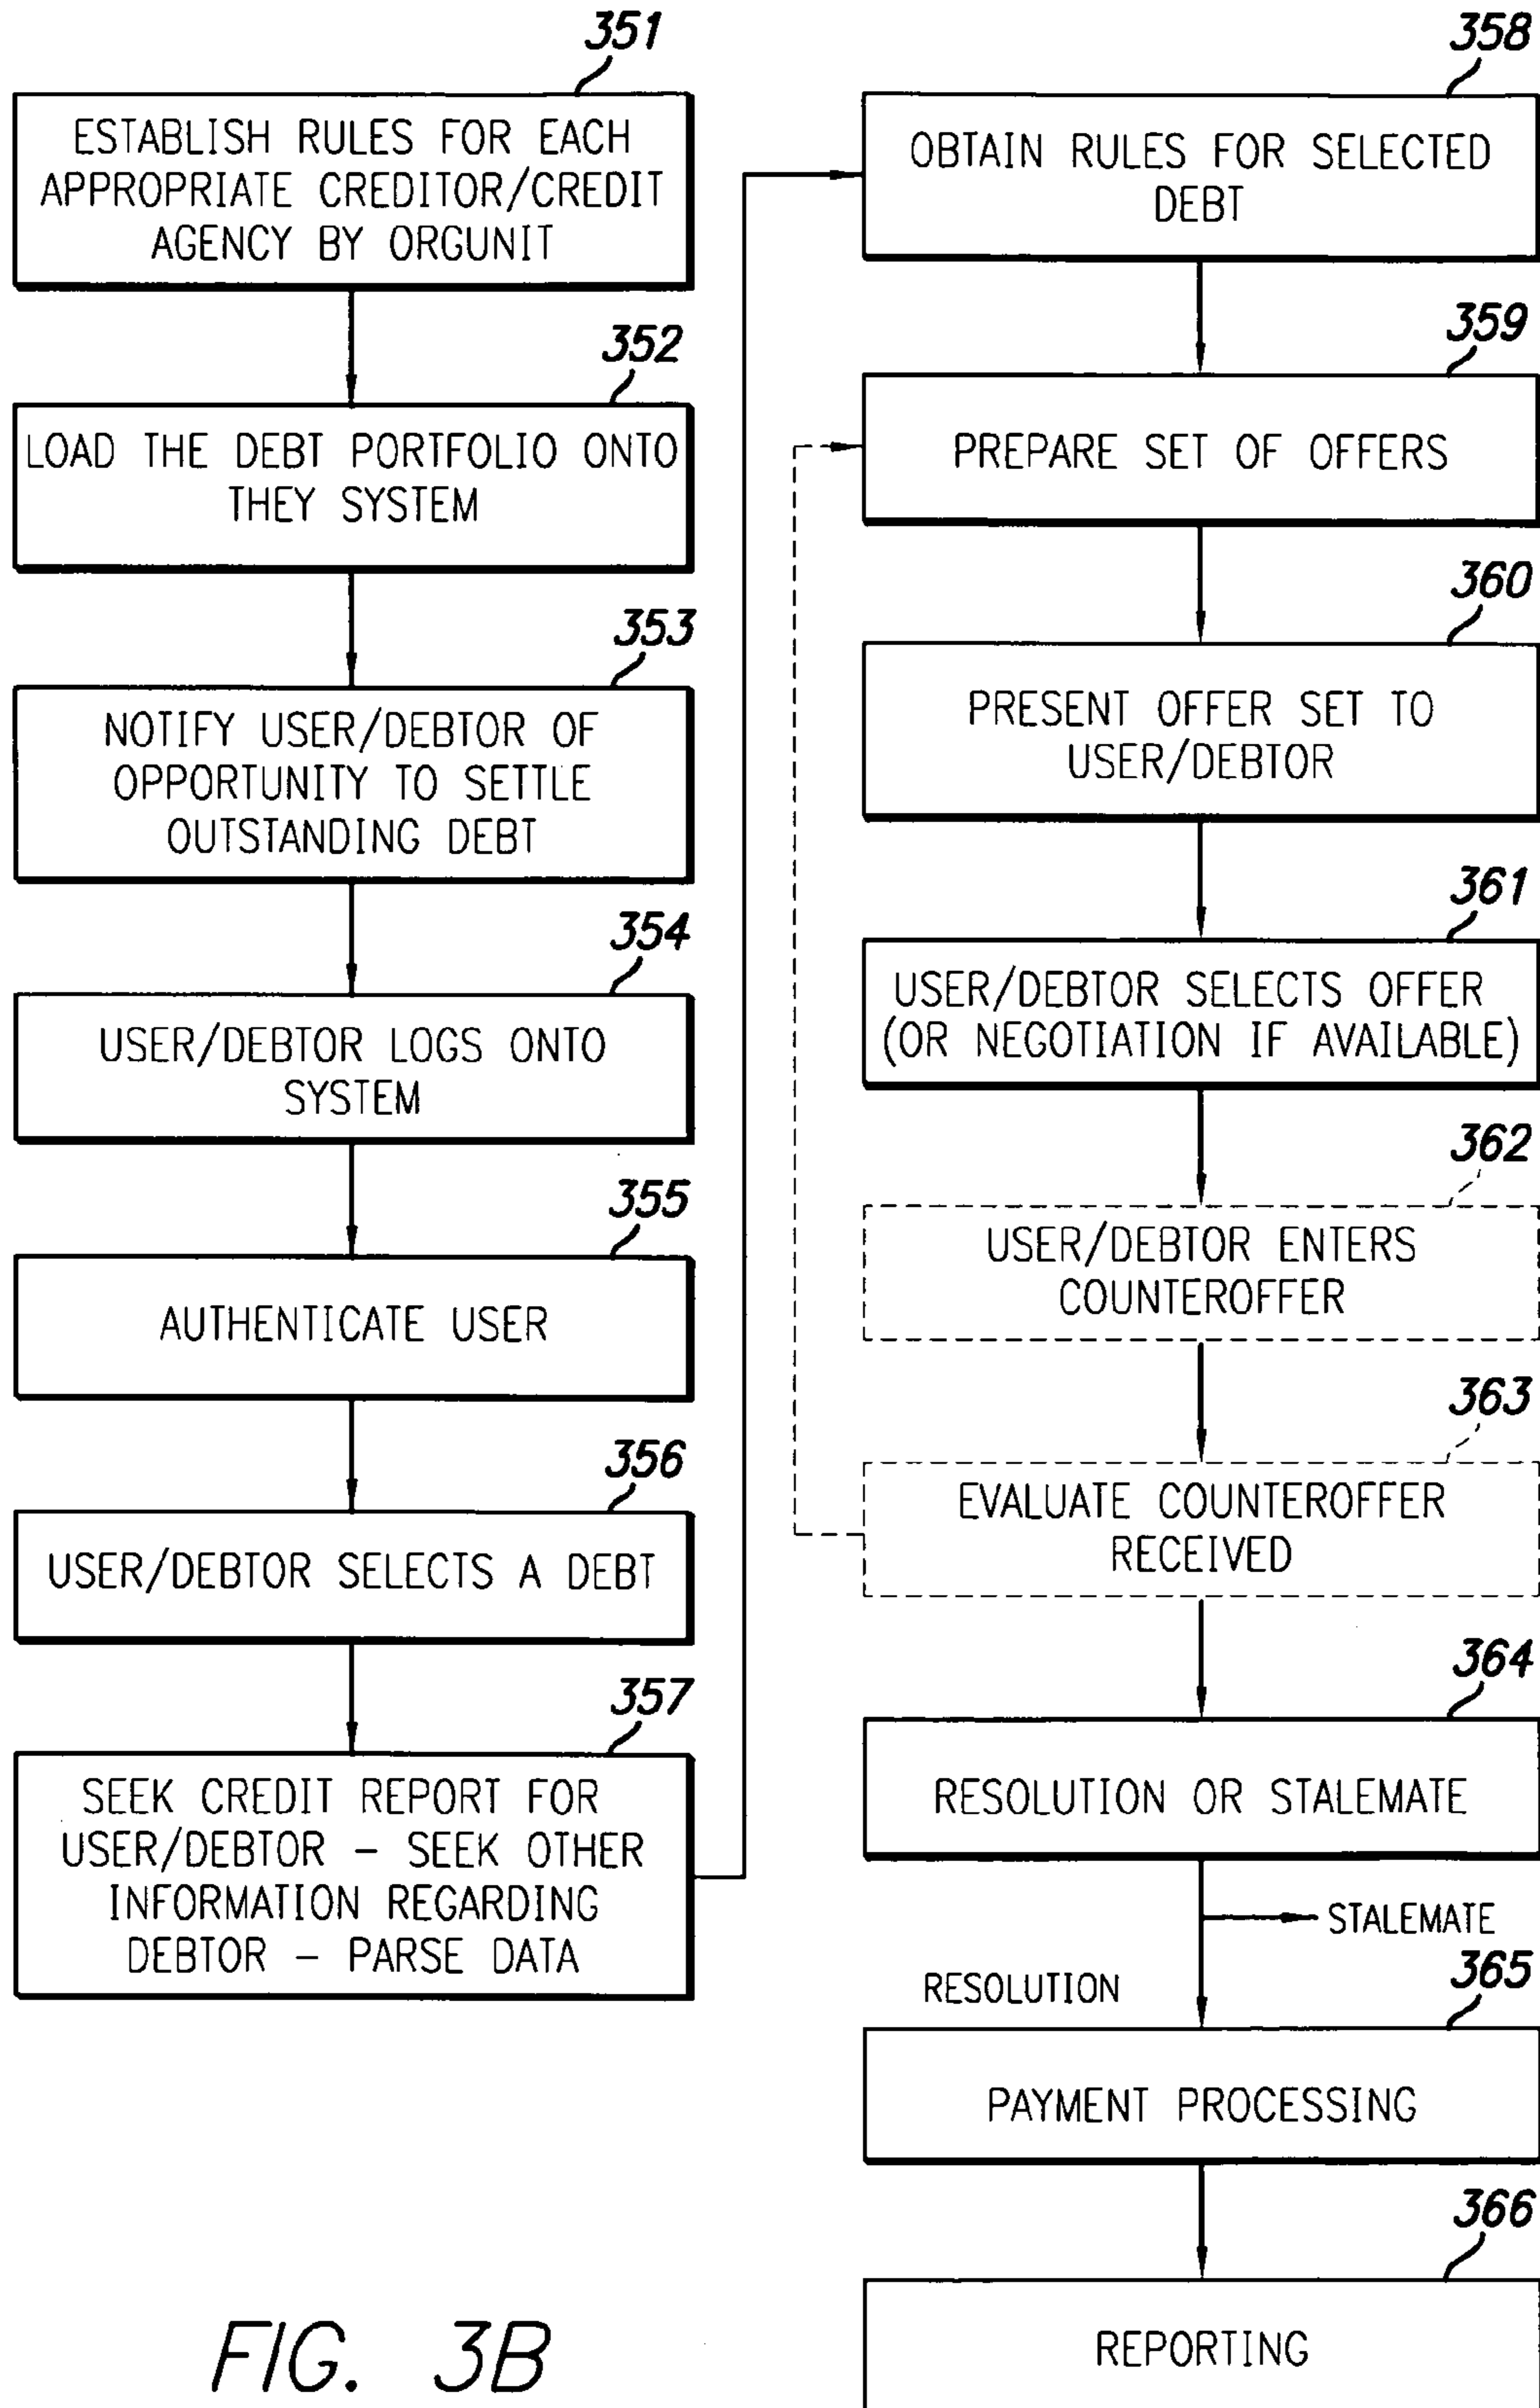 351
ESTABLISH RULES FOR EACH
APPROPRIATE CREDITOR/CREDIT
AGENCY BY ORGUNIT
352
LOAD THE DEBT PORTFOLIO ONTO
THEY SYSTEM
353
NOTIFY USER/DEBTOR OF
OPPORTUNITY TO SETTLE
OUTSTANDING DEBT
354
USER/DEBTOR LOGS ONTO
SYSTEM
355
AUTHENTICATE USER
356
USER/DEBTOR SELECTS A DEBT
357
SEEK CREDIT REPORT FOR
USER/DEBTOR – SEEK OTHER
INFORMATION REGARDING
DEBTOR – PARSE DATA
358
OBTAIN RULES FOR SELECTED
DEBT
359
PREPARE SET OF OFFERS
360
PRESENT OFFER SET TO
USER/DEBTOR
361
USER/DEBTOR SELECTS OFFER
(OR NEGOTIATION IF AVAILABLE)
362
USER/DEBTOR ENTERS
COUNTEROFFER
363
EVALUATE COUNTEROFFER
RECEIVED
364
RESOLUTION OR STALEMATE
STALEMATE
RESOLUTION
365
PAYMENT PROCESSING
366
REPORTING
FIG. 3B